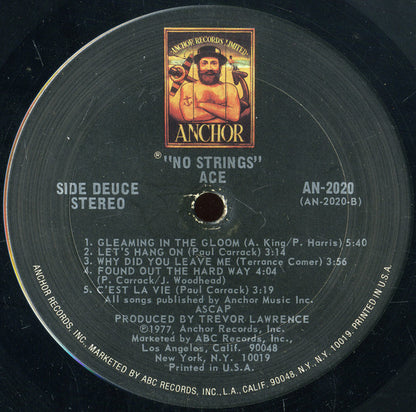 ANCHOR RECORDS LIMITED
ANCHOR
® "NO STRINGS"
ACE
SIDE DEUCE
STEREO
AN-2020
(AN-2020-B)
1. GLEAMING IN THE GLOOM (A. King/P. Harris) 5:40
2. LET'S HANG ON (Paul Carrack) 3:14
3. WHY DID YOU LEAVE ME (Terrance Comer) 3:56
4. FOUND OUT THE HARD WAY 4:04
(P. Carrack/J. Woodhead)
5. C'EST LA VIE (Paul Carrack) 3:19
All songs published by Anchor Music Inc.
ASCAP
PRODUCED BY TREVOR LAWRENCE
©1977, Anchor Records, Inc.
Marketed by ABC Records, Inc.
Los Angeles, Calif. 90048
New York, N.Y. 10019
Printed in U.S.A.
ANCHOR RECORDS, INC. MARKETED BY ABC RECORDS, INC., L.A., CALIF. 90048, N.Y., N.Y. 10019. PRINTED IN U.S.A.